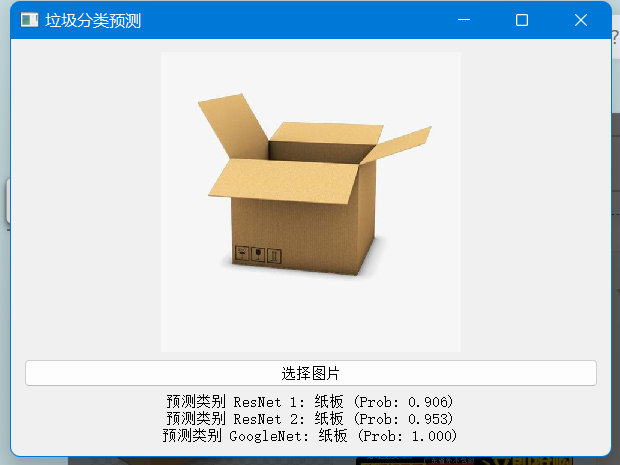 垃圾分类预测
?
选择图片
预测类别 ResNet 1: 纸板 (Prob: 0.906)
预测类别 ResNet 2: 纸板 (Prob: 0.953)
预测类别 GoogleNet: 纸板 (Prob: 1.000)